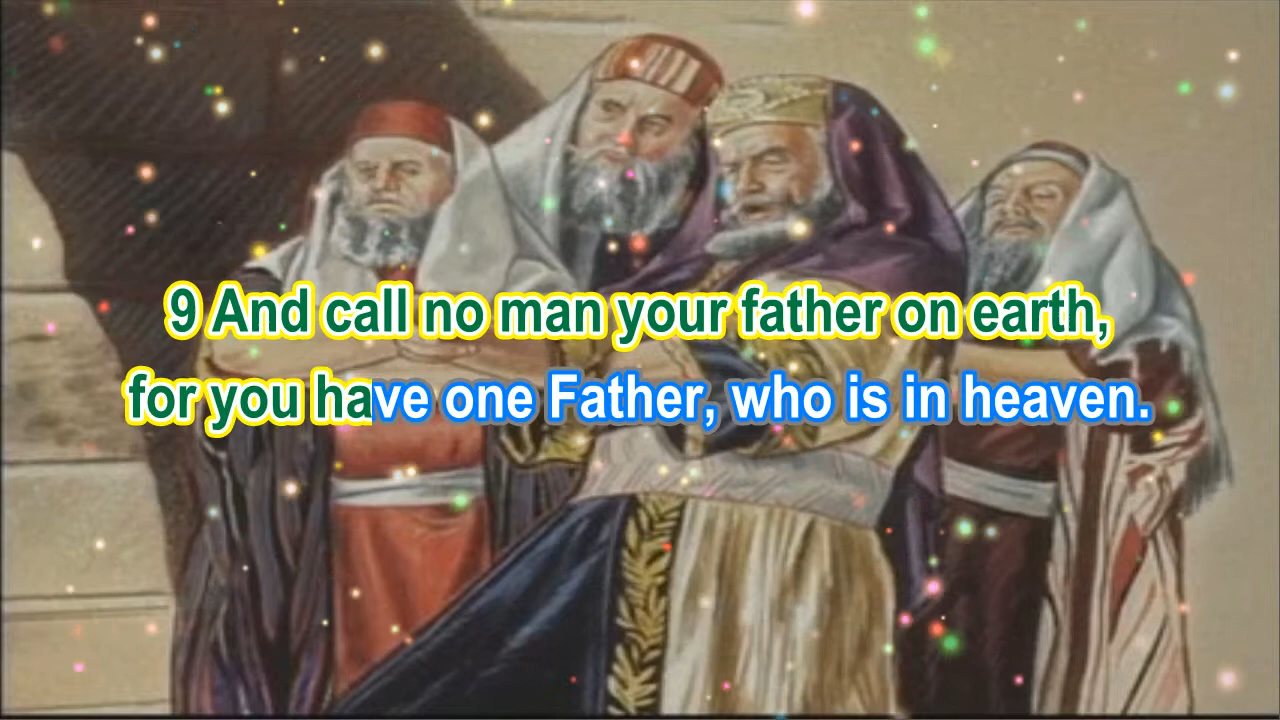 9 And call no man your father on earth,
for you have one Father, who is in heaven.